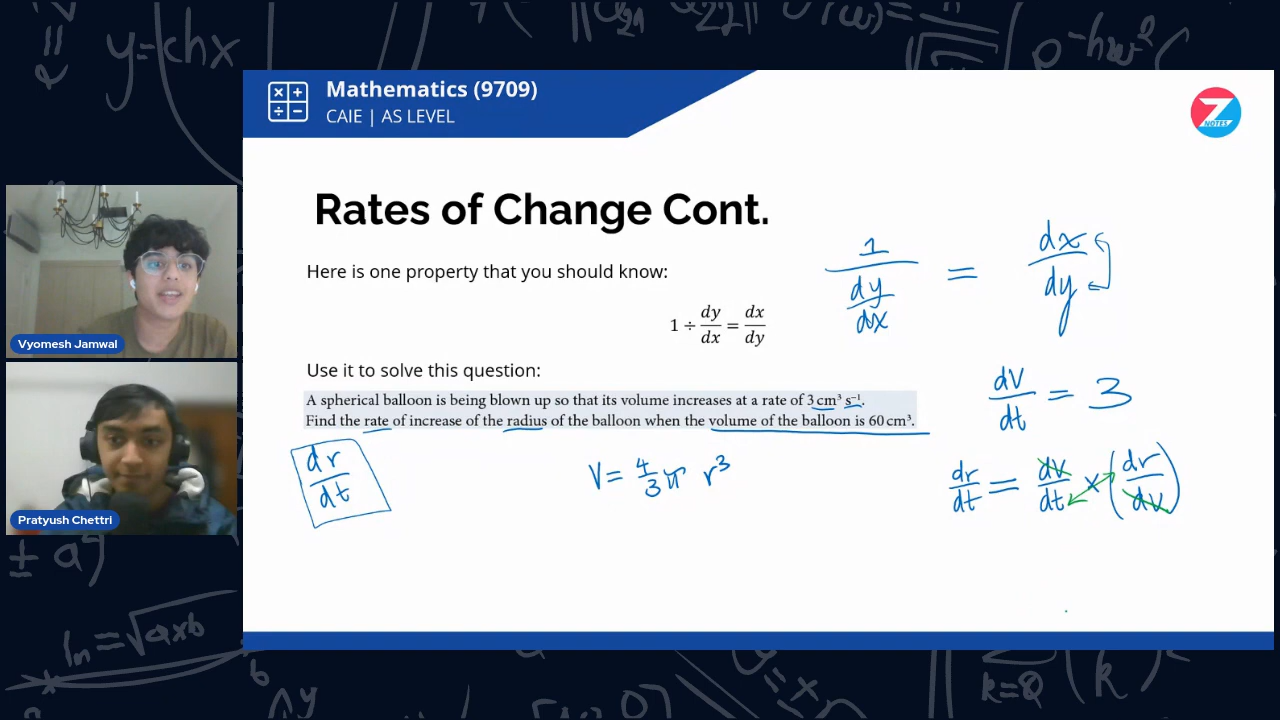 Mathematics (9709)
CAIE | AS LEVEL
Z
NOTES
Rates of Change Cont.
Here is one property that you should know:
1 ÷ dy/dx = dx/dy
1/(dy/dx) = dx/dy
Use it to solve this question:
A spherical balloon is being blown up so that its volume increases at a rate of 3 cm³ s⁻¹.
Find the rate of increase of the radius of the balloon when the volume of the balloon is 60 cm³.
dV/dt = 3
dr/dt
V = 4/3 π r³
dr/dt = dV/dt × (dr/dV)
Vyomesh Jamwal
Pratyush Chettri
y=chx
ln = √axb
± a
k=Q